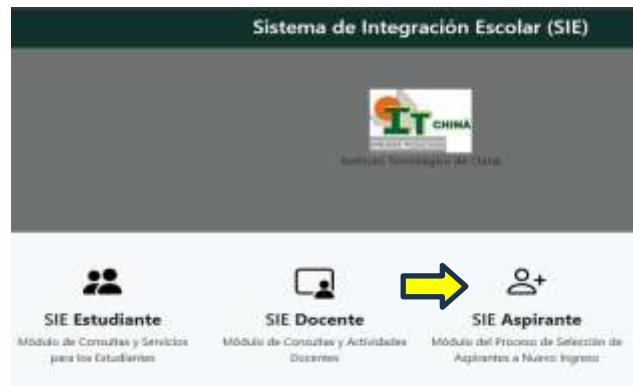 Sistema de Integración Escolar (SIE)
IT CHINÁ
Instituto Tecnológico de China
SIE Estudiante
SIE Docente
SIE Aspirante
Módulo de Consultas y Servicios
para los Estudiantes
Módulo de Consultas y Actividades
Docentes
Módulo del Proceso de Selección de
Aspirantes a Nuevo Ingreso